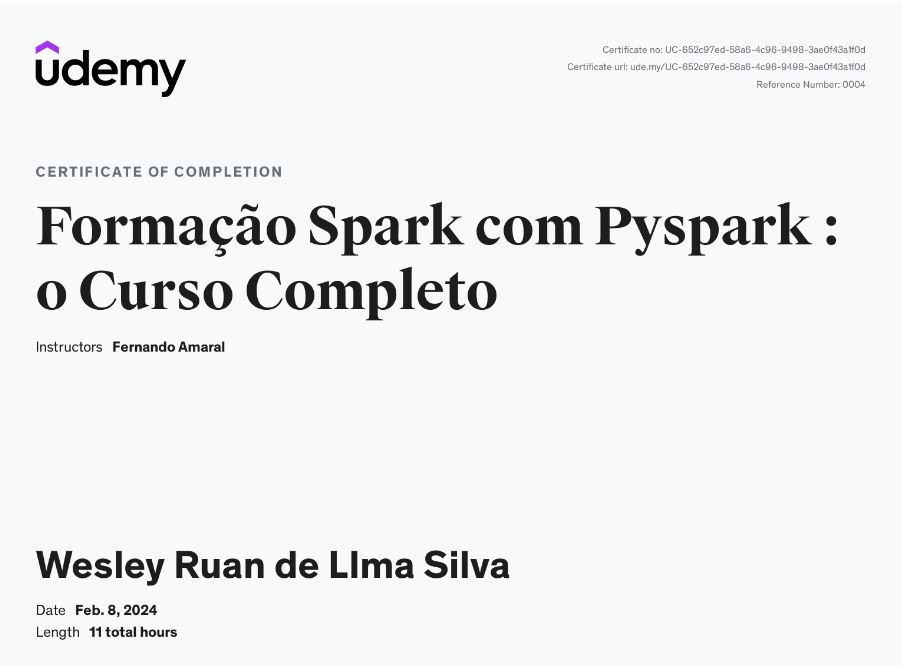 udemy
Certificate no: UC-652c97ed-58a6-4c96-9498-3ae0f43a1f0d
Certificate url: ude.my/UC-652c97ed-58a6-4c96-9498-3ae0f43a1f0d
Reference Number: 0004
CERTIFICATE OF COMPLETION
Formação Spark com Pyspark :
o Curso Completo
Instructors Fernando Amaral
Wesley Ruan de LIma Silva
Date Feb. 8, 2024
Length 11 total hours